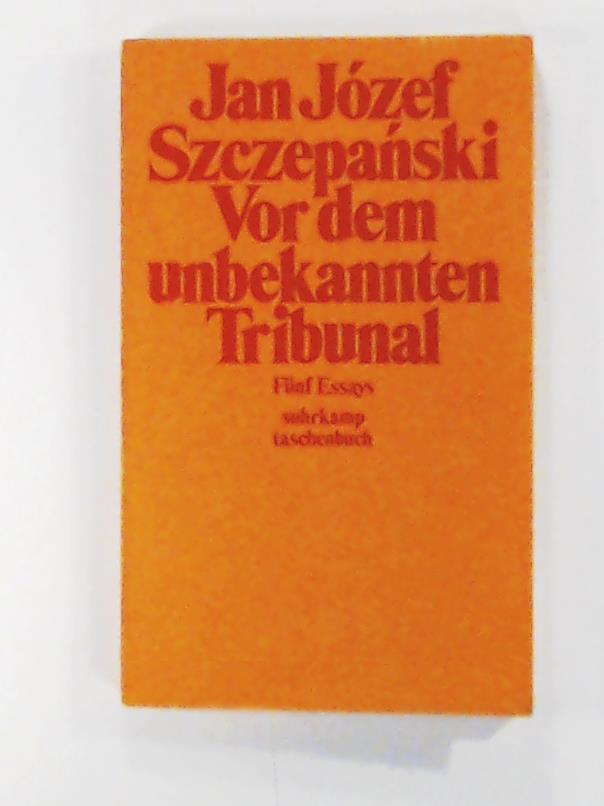 Jan Józef
Szczepański
Vor dem
unbekannten
Tribunal
Fünf Essays
suhrkamp
taschenbuch